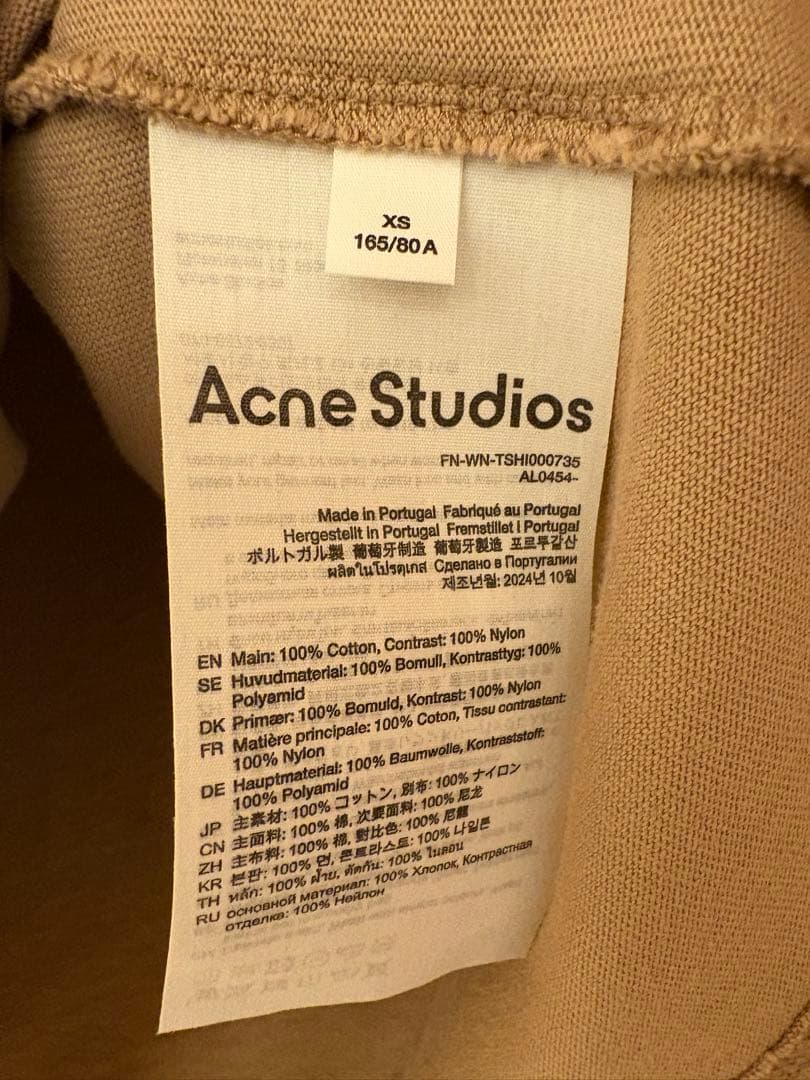 XS
165/80A
Acne Studios
FN-WN-TSHI000735
AL0454-
Made in Portugal Fabriqué au Portugal
Hergestellt in Portugal Fremstillet i Portugal
ポルトガル製 葡萄牙制造 葡萄牙製造 포르투갈산
ผลิตในโปรตุเกส Сделано в Португалии
제조년월: 2024년 10월
EN Main: 100% Cotton, Contrast: 100% Nylon
SE Huvudmaterial: 100% Bomull, Kontrasttyg: 100%
Polyamid
DK Primær: 100% Bomuld, Kontrast: 100% Nylon
FR Matière principale: 100% Coton, Tissu contrastant:
100% Nylon
DE Hauptmaterial: 100% Baumwolle, Kontraststoff:
100% Polyamid
JP 主素材: 100% コットン, 別布: 100% ナイロン
CN 主面料: 100% 棉, 次要面料: 100% 尼龙
ZH 主布料: 100% 棉, 對比色: 100% 尼龍
KR 본판: 100% 면, 콘트라스트: 100% 나일론
TH หลัก: 100% ฝ้าย, ตัดกัน: 100% ไนลอน
RU основной материал: 100% Хлопок, Контрастная
отделка: 100% Нейлон